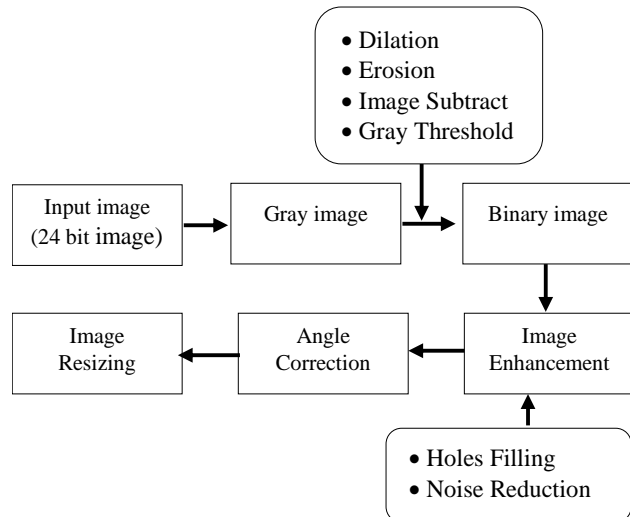 • Dilation
• Erosion
• Image Subtract
• Gray Threshold
Input image
(24 bit image)
Gray image
Binary image
Image
Resizing
Angle
Correction
Image
Enhancement
• Holes Filling
• Noise Reduction